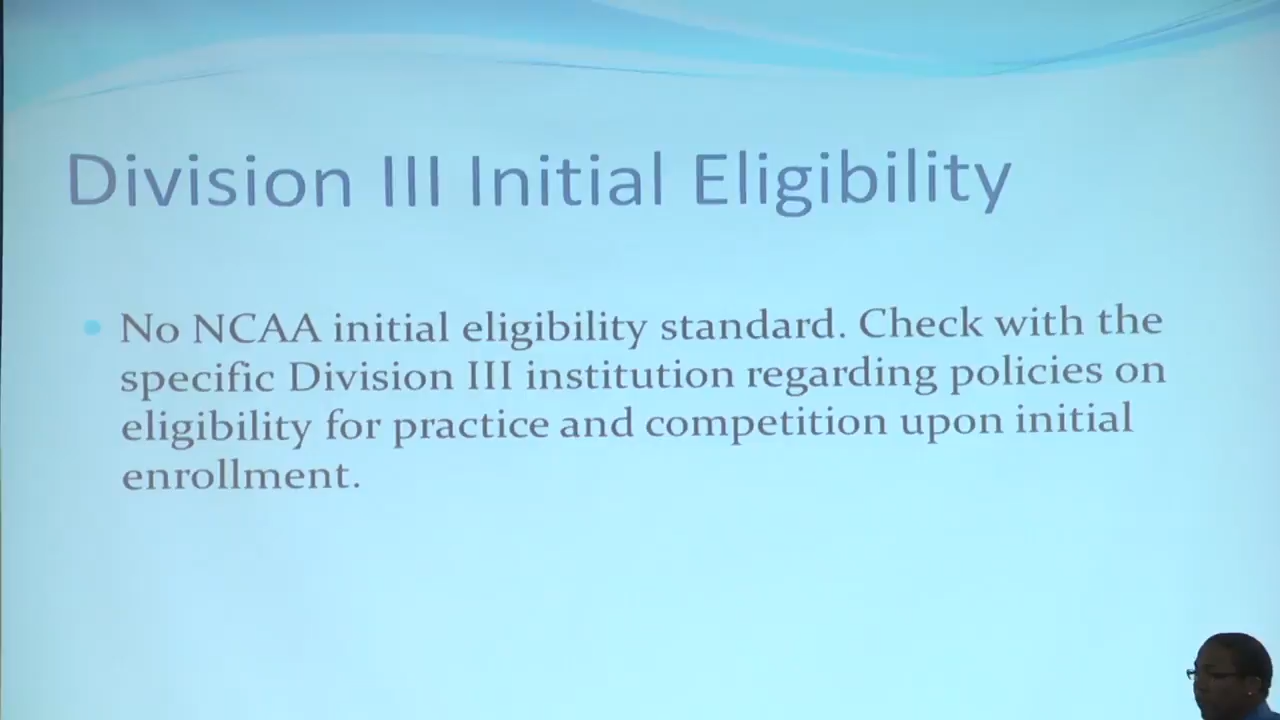 Division III Initial Eligibility
No NCAA initial eligibility standard. Check with the
specific Division III institution regarding policies on
eligibility for practice and competition upon initial
enrollment.